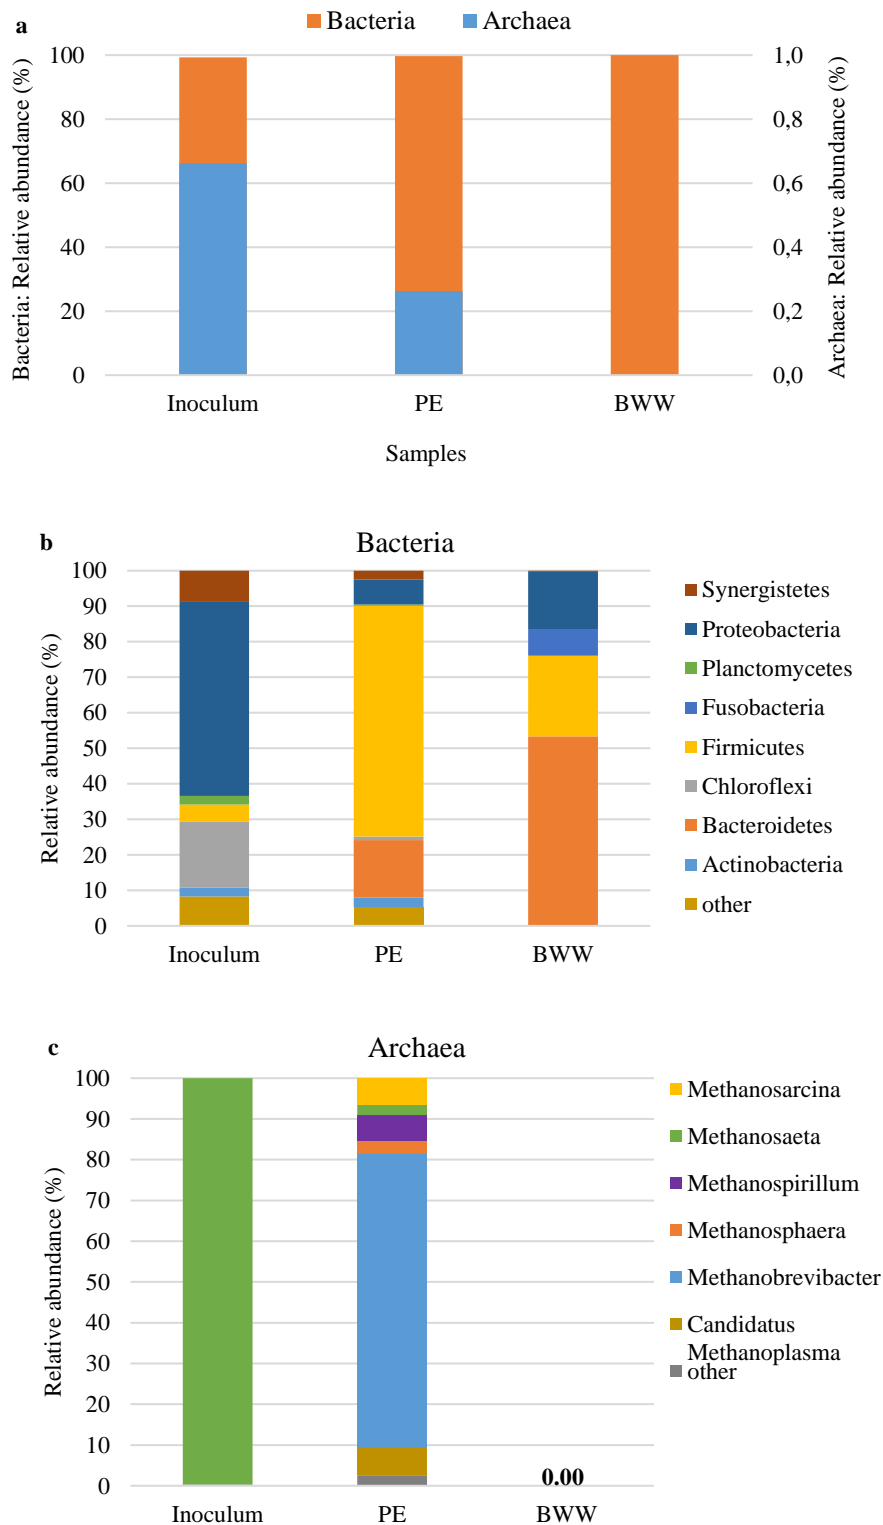 a
Bacteria Archaea
Bacteria: Relative abundance (%)
100
80
60
40
20
0
1,0
0,8
0,6
0,4
0,2
0,0
Archaea: Relative abundance (%)
Inoculum PE BWW
Samples
b
Bacteria
Relative abundance (%)
100
90
80
70
60
50
40
30
20
10
0
Inoculum PE BWW
Synergistetes
Proteobacteria
Planctomycetes
Fusobacteria
Firmicutes
Chloroflexi
Bacteroidetes
Actinobacteria
other
c
Archaea
Relative abundance (%)
100
90
80
70
60
50
40
30
20
10
0
0.00
Inoculum PE BWW
Methanosarcina
Methanosaeta
Methanospirillum
Methanosphaera
Methanobrevibacter
Candidatus
Methanoplasma
other